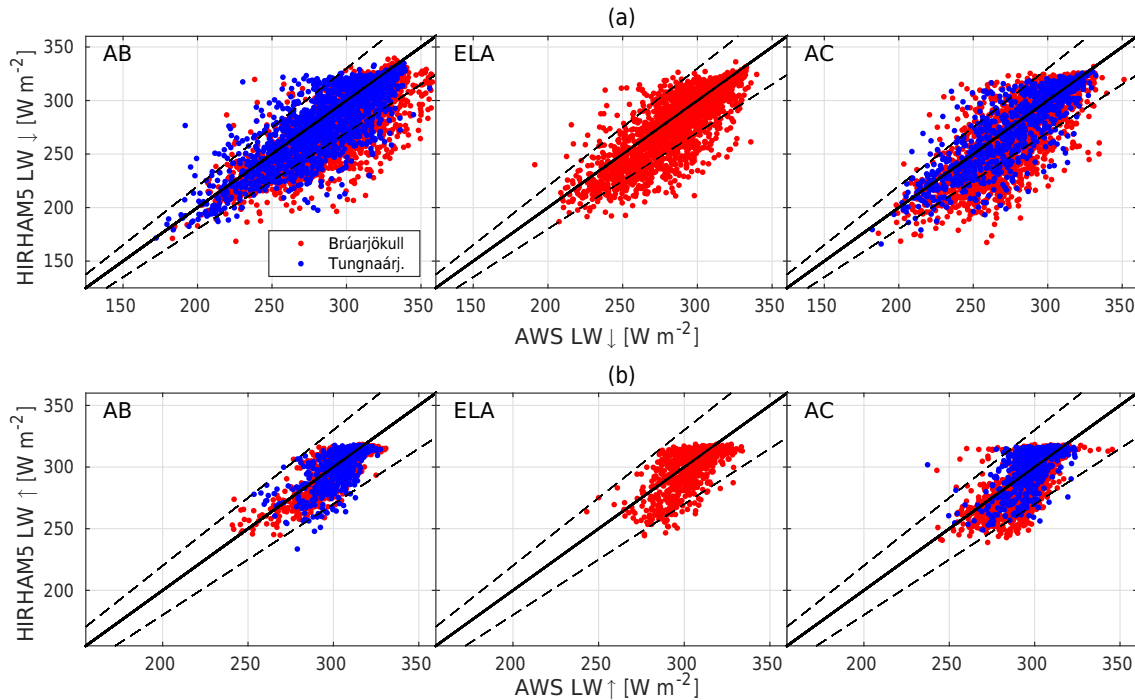 (a)
AB
ELA
AC
HIRHAM5 LW ↓ [W m-2]
350
300
250
200
150
Brúarjökull
Tungnaárj.
150 200 250 300 350 150 200 250 300 350 150 200 250 300 350
AWS LW ↓ [W m-2]
(b)
AB
ELA
AC
HIRHAM5 LW ↑ [W m-2]
350
300
250
200
200 250 300 350 200 250 300 350 200 250 300 350
AWS LW ↑ [W m-2]